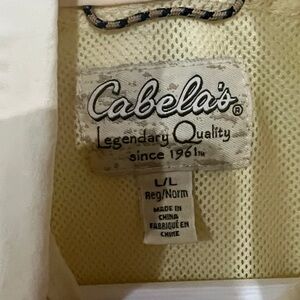 Cabela's®
Legendary Quality
since 1961™
L/L
Reg/Norm
MADE IN
CHINA
FABRIQUÉ EN
CHINE